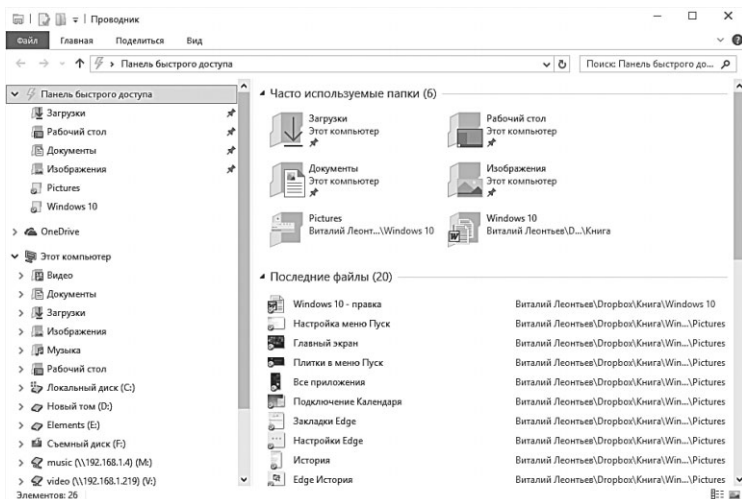 Проводник
Файл Главная Поделиться Вид
Панель быстрого доступа
Поиск: Панель быстрого до...
Панель быстрого доступа
Загрузки
Рабочий стол
Документы
Изображения
Pictures
Windows 10
OneDrive
Этот компьютер
Видео
Документы
Загрузки
Изображения
Музыка
Рабочий стол
Локальный диск (C:)
Новый том (D:)
Elements (E:)
Съемный диск (F:)
music (\\192.168.1.4) (M:)
video (\\192.168.1.219) (V:)
Часто используемые папки (6)
Загрузки
Этот компьютер
Рабочий стол
Этот компьютер
Документы
Этот компьютер
Изображения
Этот компьютер
Pictures
Виталий Леонт...\Windows 10
Windows 10
Виталий Леонтьев\D...\Книга
Последние файлы (20)
Windows 10 - правка Виталий Леонтьев\Dropbox\Книга\Windows 10
Настройка меню Пуск Виталий Леонтьев\Dropbox\Книга\Win...\Pictures
Главный экран Виталий Леонтьев\Dropbox\Книга\Win...\Pictures
Плитки в меню Пуск Виталий Леонтьев\Dropbox\Книга\Win...\Pictures
Все приложения Виталий Леонтьев\Dropbox\Книга\Win...\Pictures
Подключение Календаря Виталий Леонтьев\Dropbox\Книга\Win...\Pictures
Закладки Edge Виталий Леонтьев\Dropbox\Книга\Win...\Pictures
Настройки Edge Виталий Леонтьев\Dropbox\Книга\Win...\Pictures
История Виталий Леонтьев\Dropbox\Книга\Win...\Pictures
Edge История Виталий Леонтьев\Dropbox\Книга\Win...\Pictures
Элементов: 26